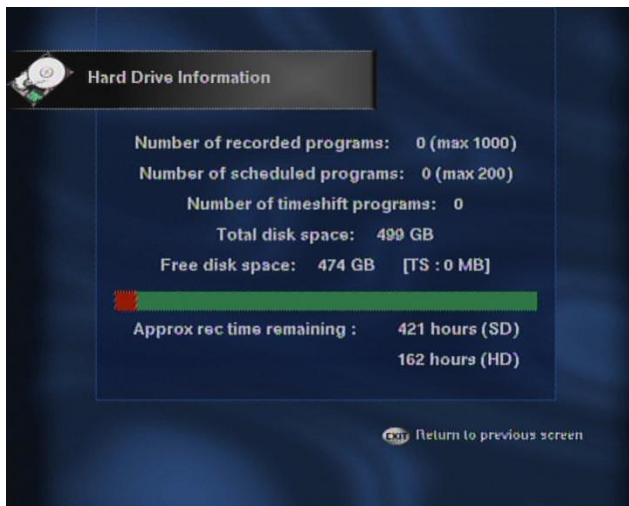 Hard Drive Information
Number of recorded programs: 0 (max 1000)
Number of scheduled programs: 0 (max 200)
Number of timeshift programs: 0
Total disk space: 499 GB
Free disk space: 474 GB [TS : 0 MB]
Approx rec time remaining : 421 hours (SD)
162 hours (HD)
EXIT Return to previous screen